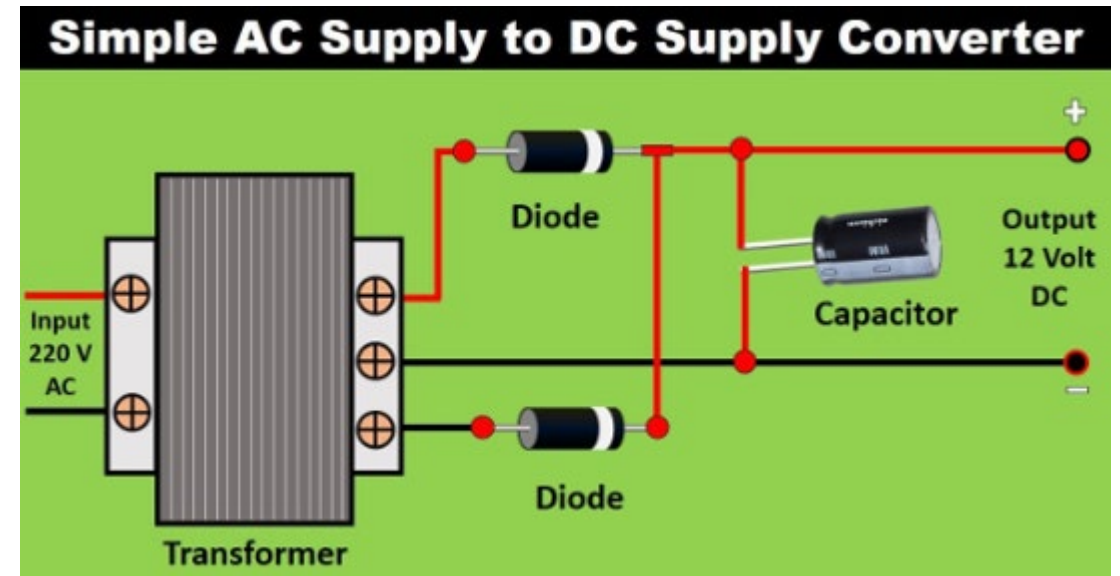 Simple AC Supply to DC Supply Converter
+
Diode
Output
12 Volt
DC
Input
220 V
AC
Capacitor
−
Diode
Transformer